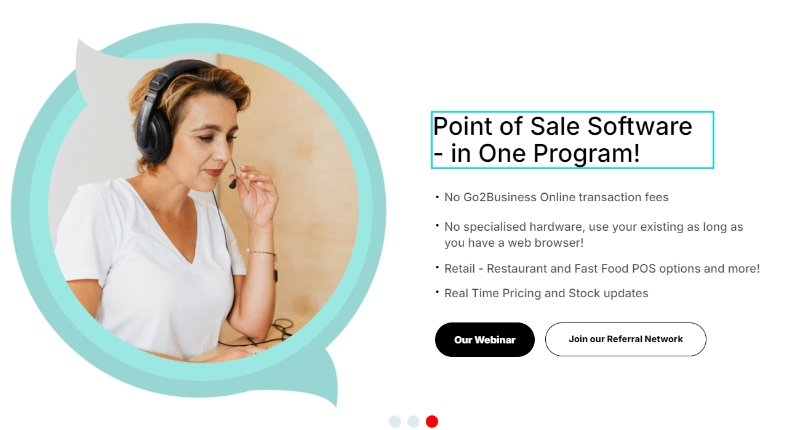 Point of Sale Software
- in One Program!
• No Go2Business Online transaction fees
• No specialised hardware, use your existing as long as
you have a web browser!
• Retail - Restaurant and Fast Food POS options and more!
• Real Time Pricing and Stock updates
Our Webinar
Join our Referral Network